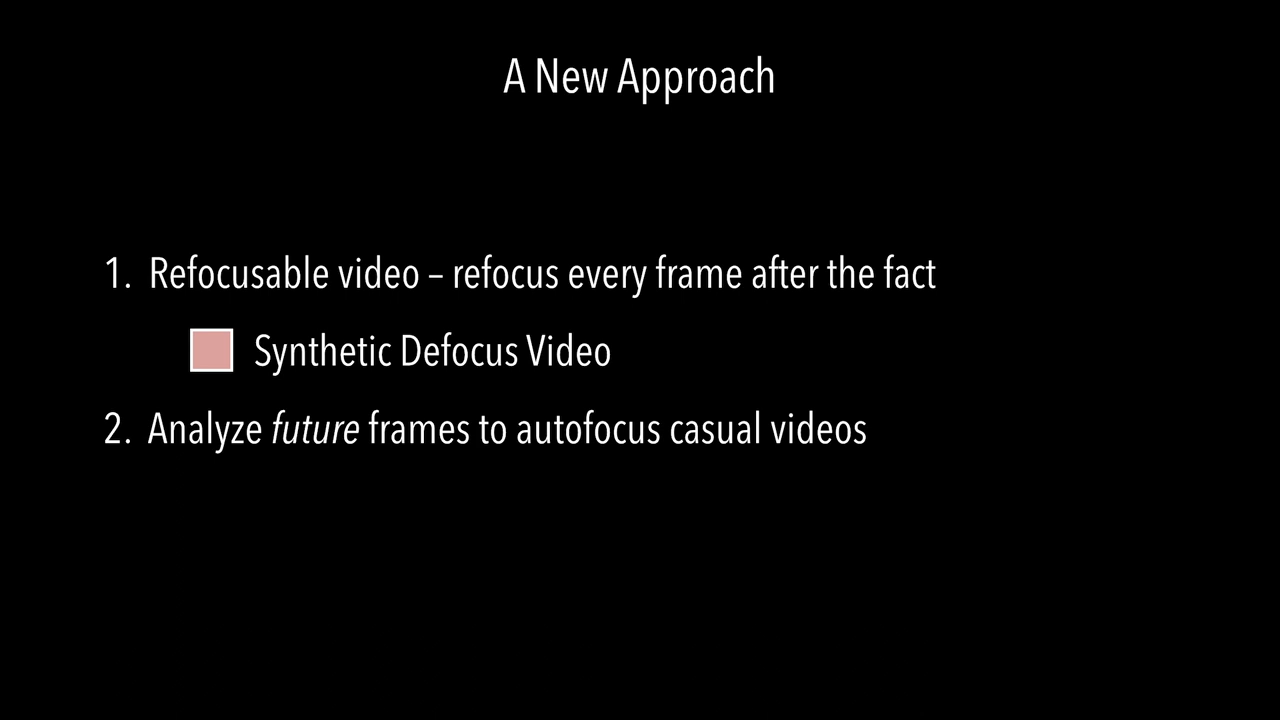 A New Approach
1. Refocusable video – refocus every frame after the fact
Synthetic Defocus Video
2. Analyze future frames to autofocus casual videos